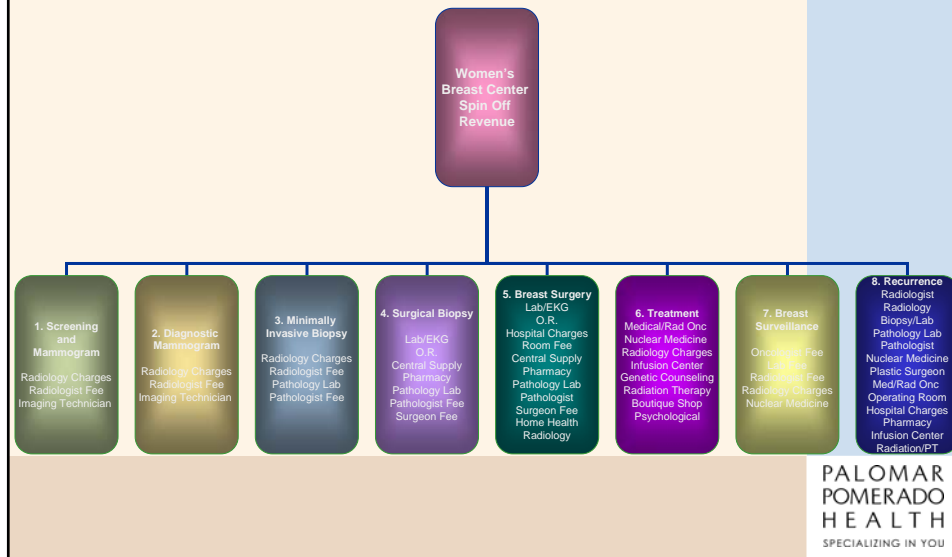 Women's
Breast Center
Spin Off
Revenue
1. Screening
and
Mammogram
Radiology Charges
Radiologist Fee
Imaging Technician
2. Diagnostic
Mammogram
Radiology Charges
Radiologist Fee
Imaging Technician
3. Minimally
Invasive Biopsy
Radiology Charges
Radiologist Fee
Pathology Lab
Pathologist Fee
4. Surgical Biopsy
Lab/EKG
O.R.
Central Supply
Pharmacy
Pathology Lab
Pathologist Fee
Surgeon Fee
5. Breast Surgery
Lab/EKG
O.R.
Hospital Charges
Room Fee
Central Supply
Pharmacy
Pathology Lab
Pathologist
Surgeon Fee
Home Health
Radiology
6. Treatment
Medical/Rad Onc
Nuclear Medicine
Radiology Charges
Infusion Center
Genetic Counseling
Radiation Therapy
Boutique Shop
Psychological
7. Breast
Surveillance
Fee
Radiologist Fee
Radiology Charges
Nuclear Medicine
8. Recurrence
Radiologist
Radiology
Biopsy/Lab
Pathology Lab
Pathologist
Nuclear Medicine
Plastic Surgeon
Med/Rad Onc
Operating Room
Hospital Charges
Pharmacy
Infusion Center
Radiation/PT
PALOMAR
POMERADO
HEALTH
SPECIALIZING IN YOU